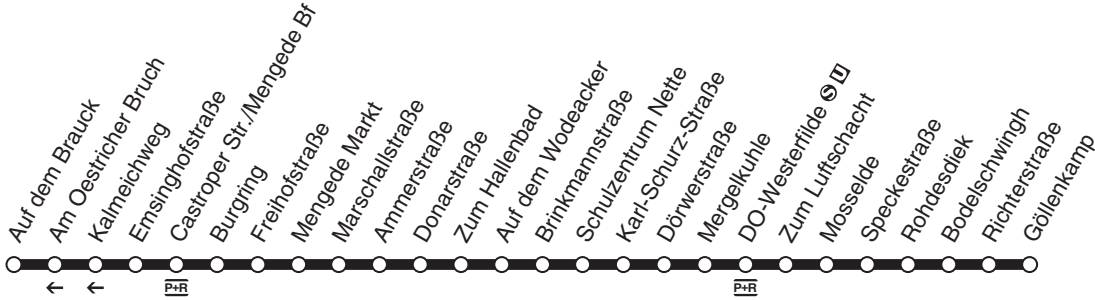 Auf dem Brauck
Am Oestricher Bruch
Kalmeichweg
Emsinghofstraße
Castroper Str./Mengede Bf
Burgring
Freihofstraße
Mengede Markt
Marschallstraße
Ammerstraße
Donarstraße
Zum Hallenbad
Auf dem Wodeacker
Brinkmannstraße
Schulzentrum Nette
Karl-Schurz-Straße
Dörwerstraße
Mergelkuhle
DO-Westerfilde S U
Zum Luftschacht
Mosselde
Speckestraße
Rohdesdiek
Bodelschwingh
Richterstraße
Göllenkamp
P+R
P+R